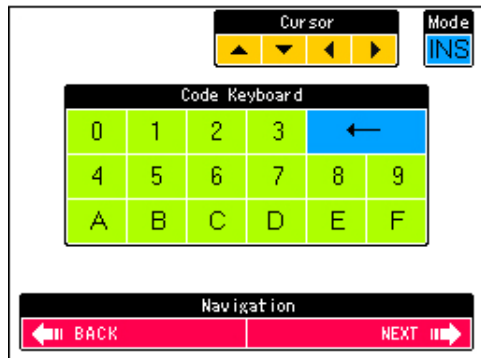 Cursor Mode
INS
Code Keyboard
0 1 2 3
4 5 6 7 8 9
A B C D E F
Navigation
BACK NEXT